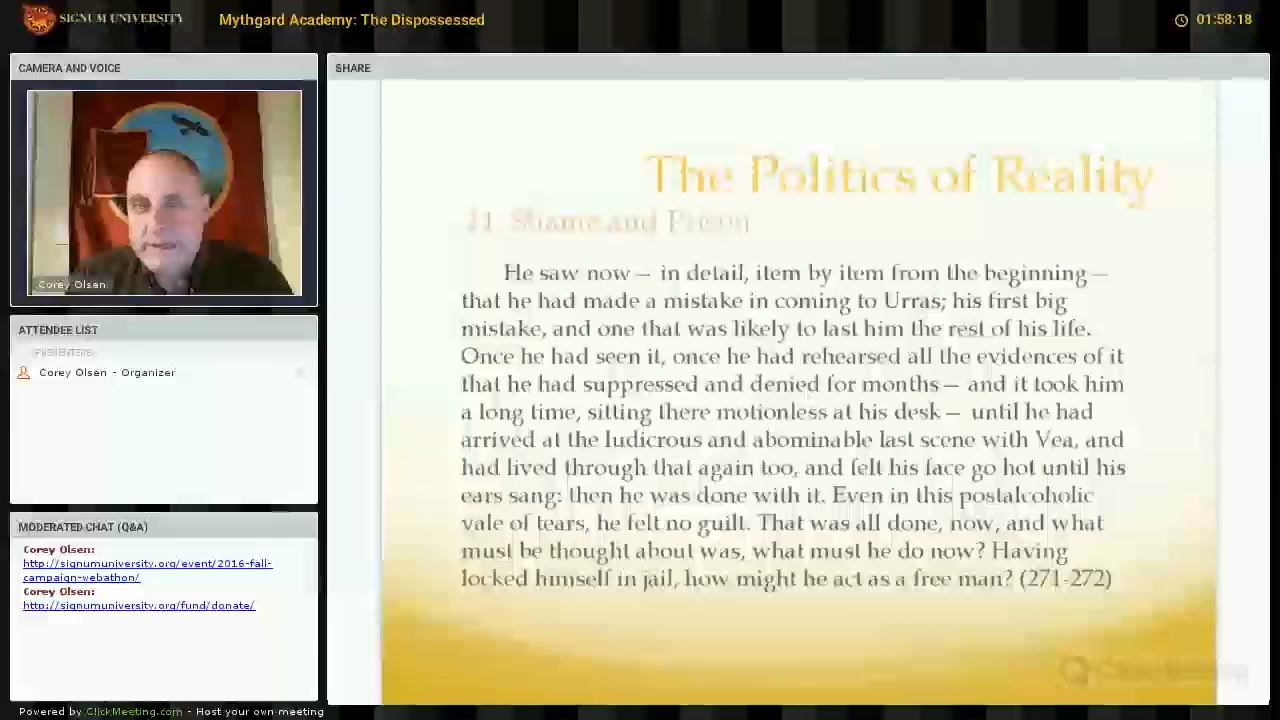 SIGNUM UNIVERSITY
Mythgard Academy: The Dispossessed
01:58:18
CAMERA AND VOICE
Corey Olsen
ATTENDEE LIST
PRESENTERS
Corey Olsen - Organizer
MODERATED CHAT (Q&A)
Corey Olsen:
http://signumuniversity.org/event/2016-fall-
campaign-webathon/
Corey Olsen:
http://signumuniversity.org/fund/donate/
SHARE
The Politics of Reality
Shame and Prison
He saw now — in detail, item by item from the beginning —
that he had made a mistake in coming to Urras; his first big
mistake, and one that was likely to last him the rest of his life.
Once he had seen it, once he had rehearsed all the evidences of it
that he had suppressed and denied for months — and it took him
a long time, sitting there motionless at his desk — until he had
arrived at the ludicrous and abominable last scene with Vea, and
had lived through that again too, and felt his face go hot until his
ears sang: then he was done with it. Even in this postalcoholic
vale of tears, he felt no guilt. That was all done, now, and what
must be thought about was, what must he do now? Having
locked himself in jail, how might he act as a free man? (271-272)
ClickMeeting
Powered by ClickMeeting.com - Host your own meeting